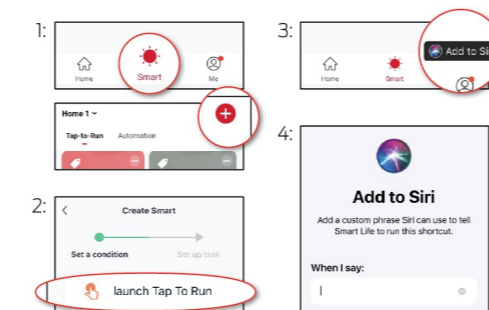 1:
Home Smart Me
Home 1
Tap-to-Run Automation
2:
Create Smart
Set a condition Set up task
launch Tap To Run
3:
Add to
Home Smart
4:
Add to Siri
Add a custom phrase Siri can use to tell
Smart Life to run this shortcut.
When I say: